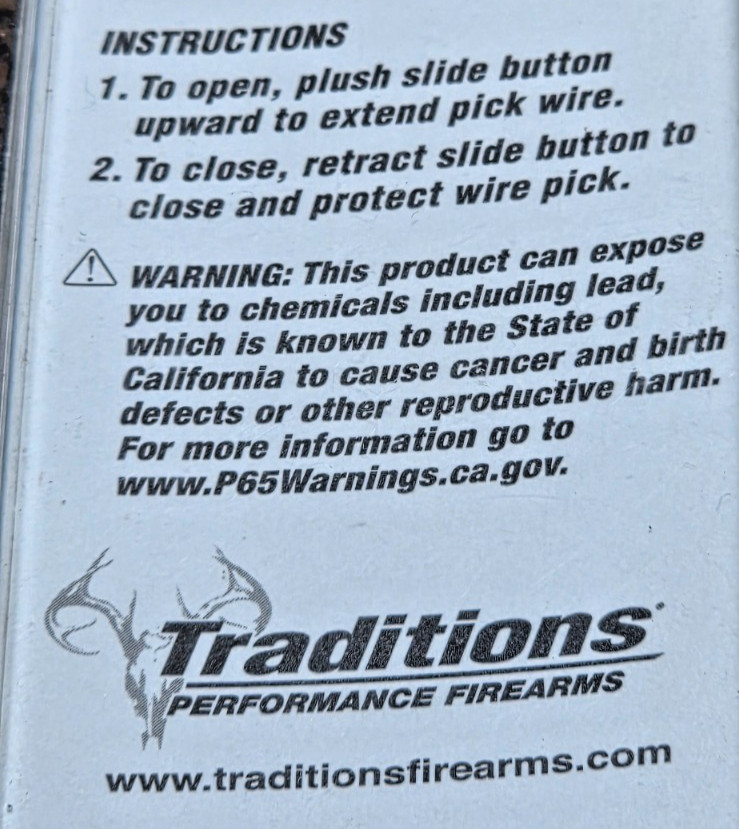 INSTRUCTIONS
1. To open, plush slide button
upward to extend pick wire.
2. To close, retract slide button to
close and protect wire pick.
WARNING: This product can expose
you to chemicals including lead,
which is known to the State of
California to cause cancer and birth
defects or other reproductive harm.
For more information go to
www.P65Warnings.ca.gov.
Traditions
PERFORMANCE FIREARMS
www.traditionsfirearms.com